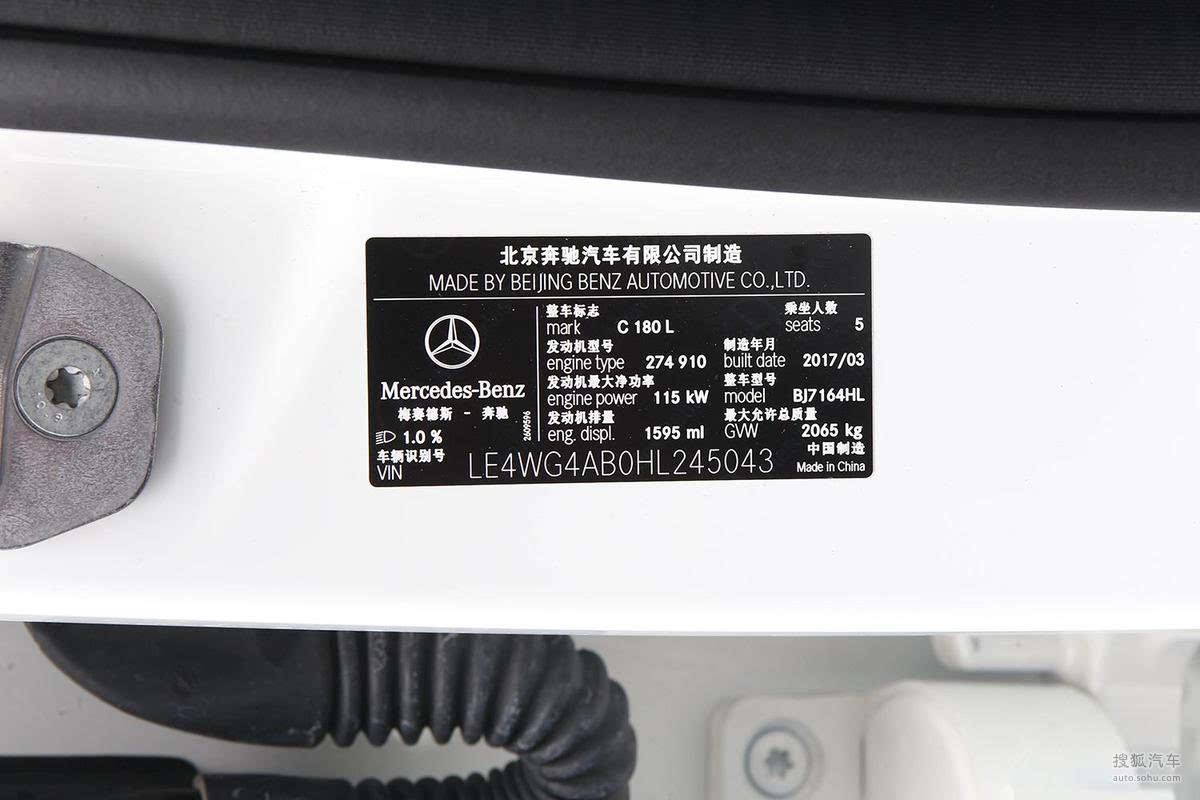 北京奔驰汽车有限公司制造
MADE BY BEIJING BENZ AUTOMOTIVE CO.,LTD.
整车标志 乘坐人数
mark C 180 L seats 5
发动机型号 制造年月
engine type 274 910 built date 2017/03
发动机最大净功率 整车型号
engine power 115 kW model BJ7164HL
发动机排量 最大允许总质量
eng. displ. 1595 ml GVW 2065 kg
Mercedes-Benz
梅赛德斯 - 奔驰
2609596
1.0 %
车辆识别号 中国制造
VIN LE4WG4AB0HL245043 Made in China
搜狐汽车
auto.sohu.com